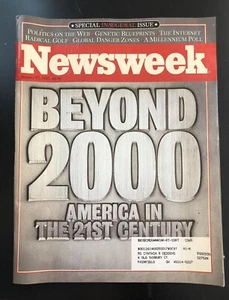 • SPECIAL INAUGURAL ISSUE •
POLITICS ON THE WEB · GENETIC BLUEPRINTS · THE INTERNET
RADICAL GOLF · GLOBAL DANGER ZONES · A MILLENNIUM POLL
Newsweek
BEYOND
2000
AMERICA IN
THE 21ST CENTURY